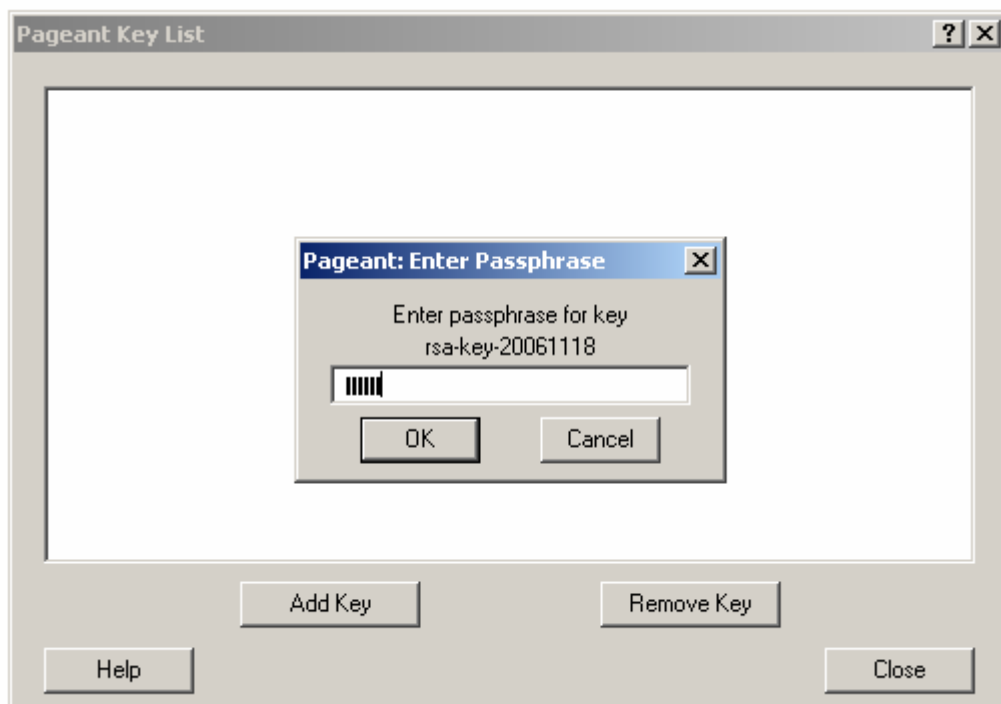 Pageant Key List
Pageant: Enter Passphrase
Enter passphrase for key
rsa-key-20061118
OK Cancel
Add Key Remove Key
Help Close